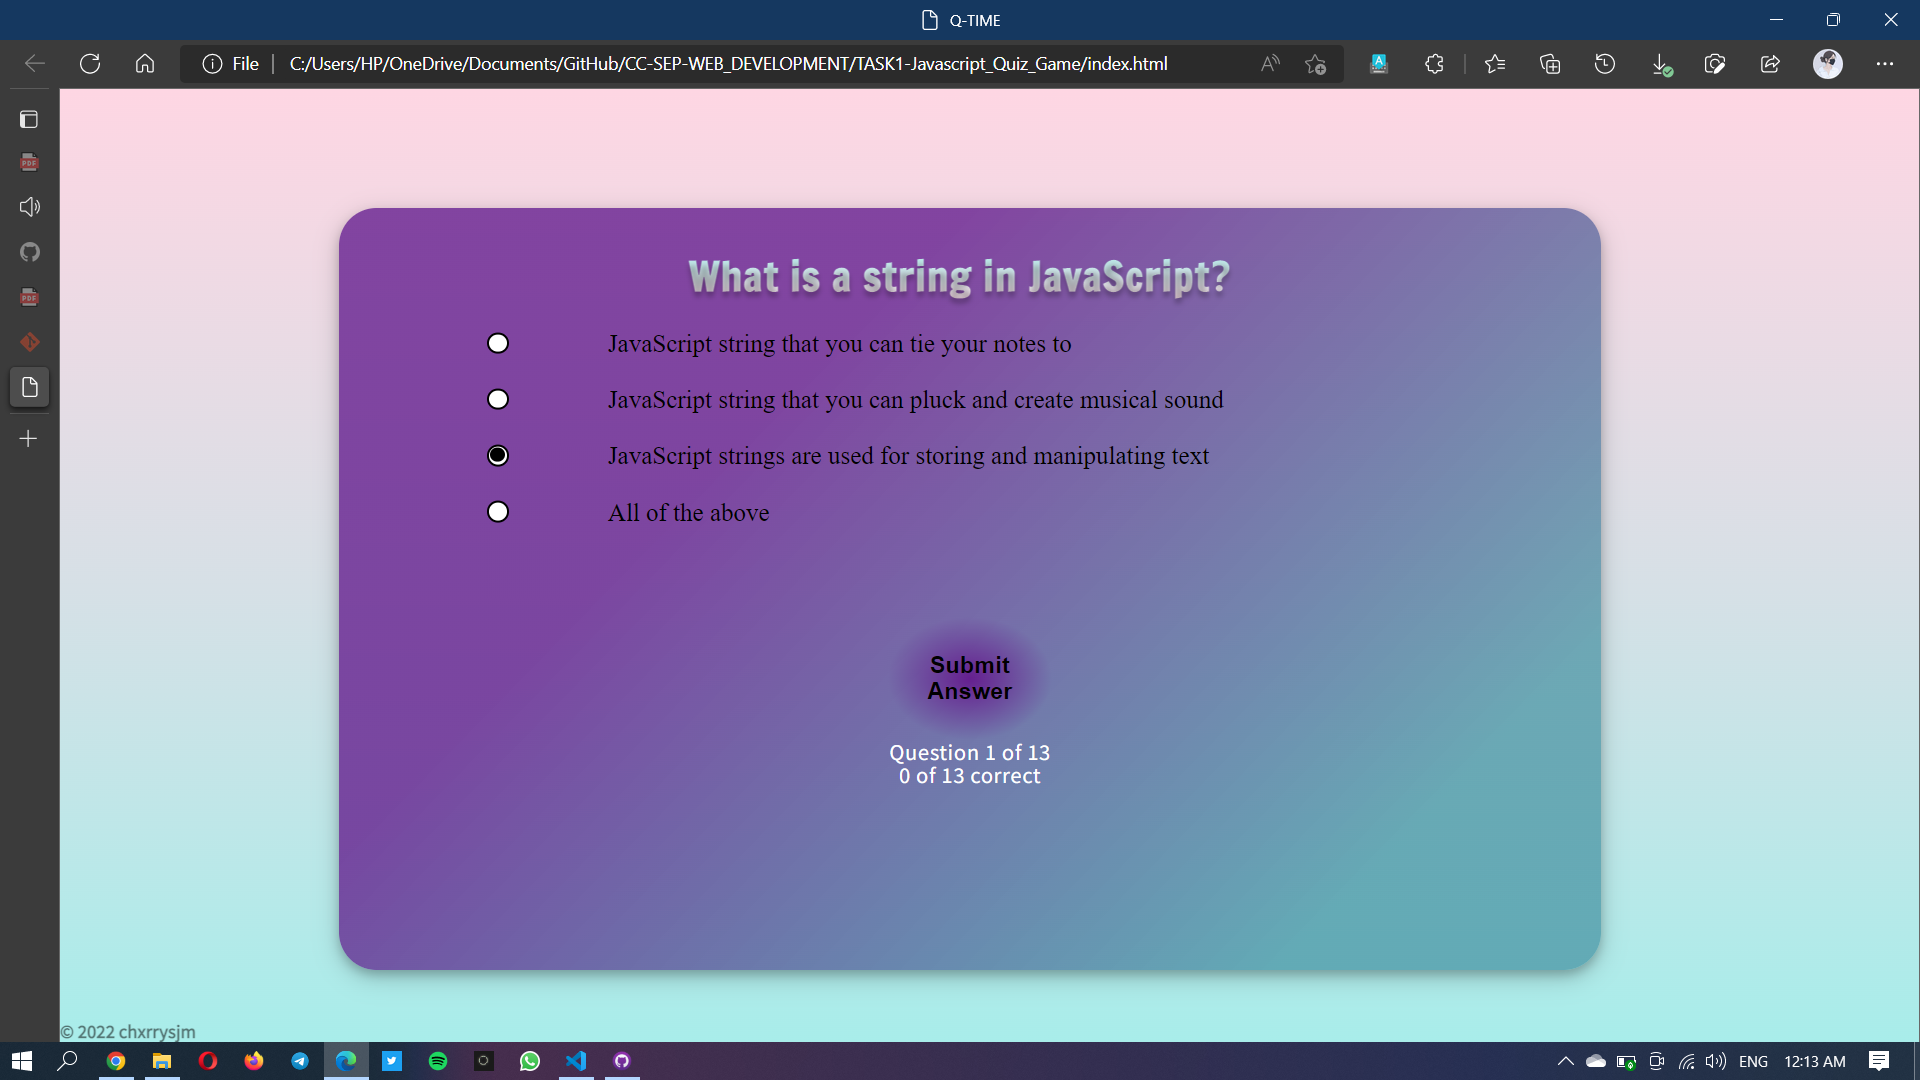 Q-TIME
File
C:/Users/HP/OneDrive/Documents/GitHub/CC-SEP-WEB_DEVELOPMENT/TASK1-Javascript_Quiz_Game/index.html
What is a string in JavaScript?
JavaScript string that you can tie your notes to
JavaScript string that you can pluck and create musical sound
JavaScript strings are used for storing and manipulating text
All of the above
Submit
Answer
Question 1 of 13
0 of 13 correct
© 2022 chxrrysjm
ENG 12:13 AM